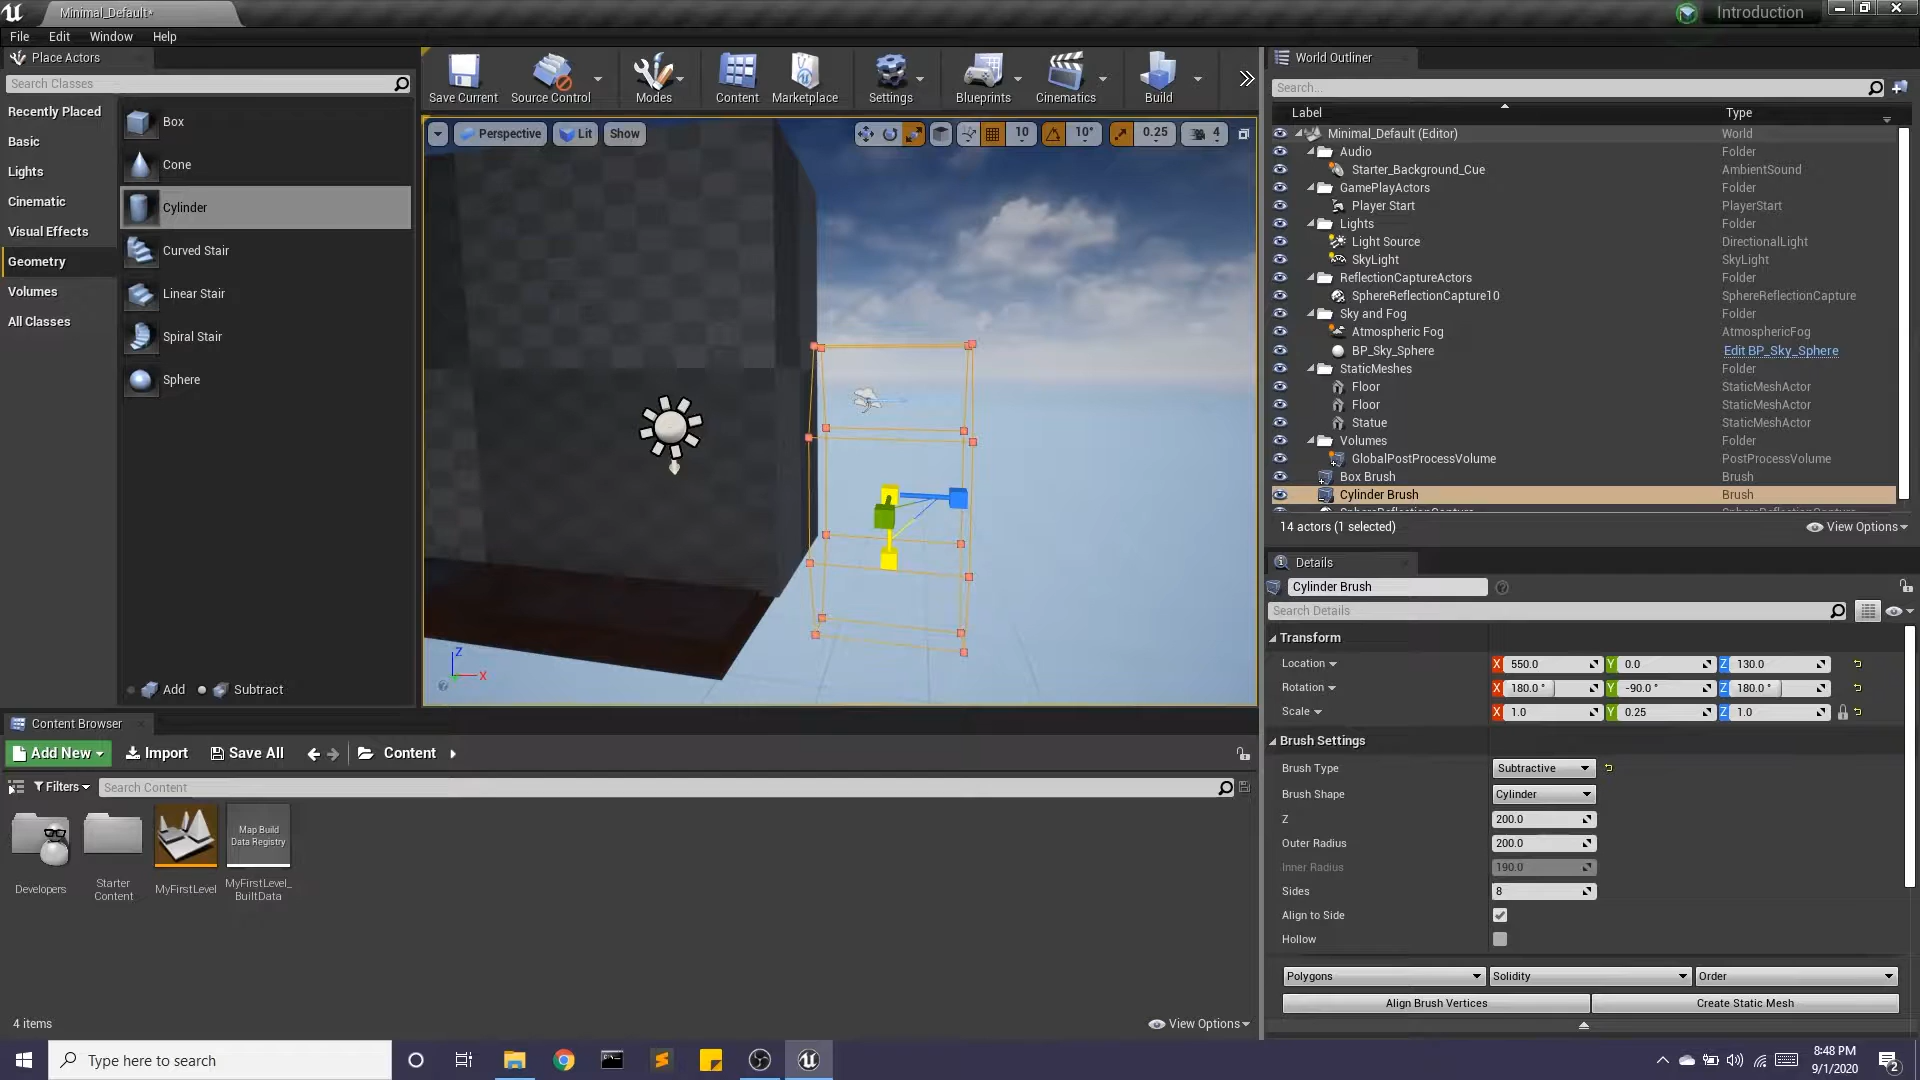 Minimal_Default*
Introduction
File Edit Window Help
Place Actors
Search Classes
Recently Placed
Basic
Lights
Cinematic
Visual Effects
Geometry
Volumes
All Classes
Box
Cone
Cylinder
Curved Stair
Linear Stair
Spiral Stair
Sphere
Add Subtract
Save Current Source Control Modes Content Marketplace Settings Blueprints Cinematics Build
Perspective Lit Show 10 10° 0.25 4
Z
X
World Outliner
Search...
Label Type
Minimal_Default (Editor) World
Audio Folder
Starter_Background_Cue AmbientSound
GamePlayActors Folder
Player Start PlayerStart
Lights Folder
Light Source DirectionalLight
SkyLight SkyLight
ReflectionCaptureActors Folder
SphereReflectionCapture10 SphereReflectionCapture
Sky and Fog Folder
Atmospheric Fog AtmosphericFog
BP_Sky_Sphere Edit BP_Sky_Sphere
StaticMeshes Folder
Floor StaticMeshActor
Floor StaticMeshActor
Statue StaticMeshActor
Volumes Folder
GlobalPostProcessVolume PostProcessVolume
Box Brush Brush
Cylinder Brush Brush
14 actors (1 selected) View Options
Details
Cylinder Brush
Search Details
Transform
Location X 550.0 Y 0.0 Z 130.0
Rotation X 180.0° Y -90.0° Z 180.0°
Scale X 1.0 Y 0.25 Z 1.0
Brush Settings
Brush Type Subtractive
Brush Shape Cylinder
Z 200.0
Outer Radius 200.0
Inner Radius 190.0
Sides 8
Align to Side
Hollow
Polygons Solidity Order
Align Brush Vertices Create Static Mesh
Content Browser
Add New Import Save All Content
Filters Search Content
Map Build
Data Registry
Developers
Starter
Content
MyFirstLevel
MyFirstLevel_
BuiltData
4 items View Options
Type here to search
8:48 PM
9/1/2020
2